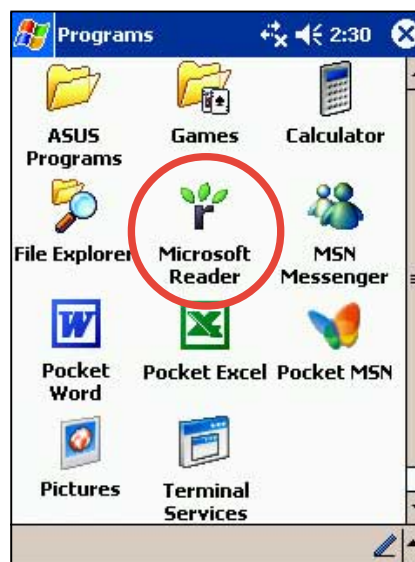 Programs 2:30
ASUS Programs
Games
Calculator
File Explorer
Microsoft Reader
MSN Messenger
Pocket Word
Pocket Excel
Pocket MSN
Pictures
Terminal Services